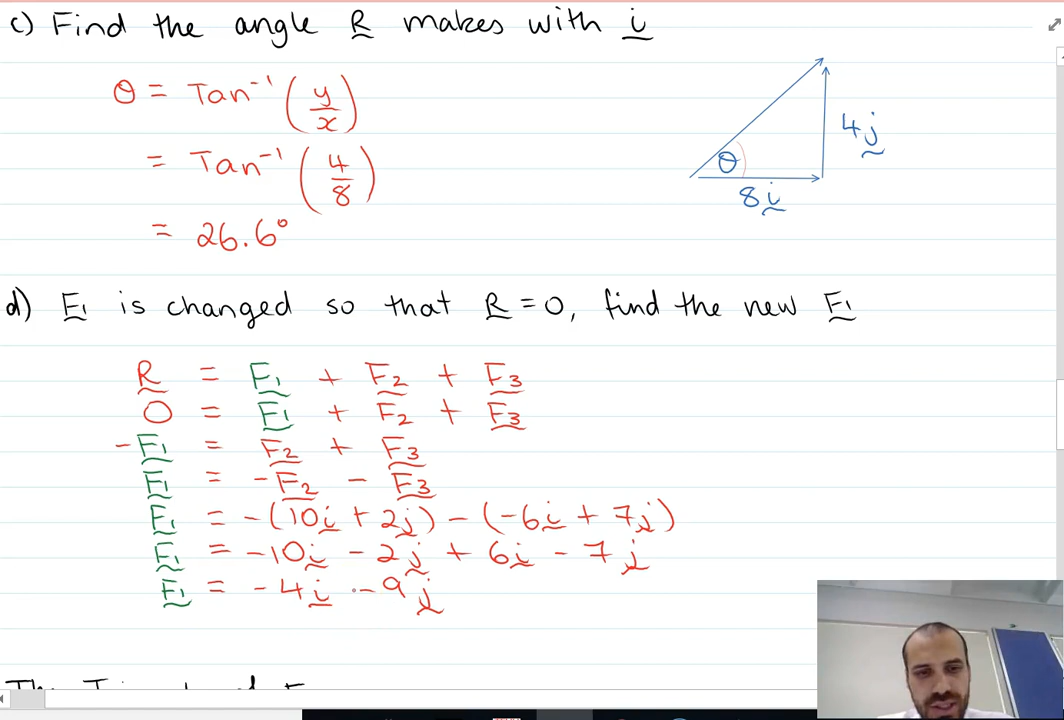 c) Find the angle R makes with i
θ = Tan⁻¹ (y/x)
= Tan⁻¹ (4/8)
= 26.6°
θ
4j
8i
d) F1 is changed so that R = 0, find the new F1
R = F1 + F2 + F3
0 = F1 + F2 + F3
-F1 = F2 + F3
F1 = -F2 - F3
F1 = -(10i + 2j) - (-6i + 7j)
F1 = -10i - 2j + 6i - 7j
F1 = -4i - 9j